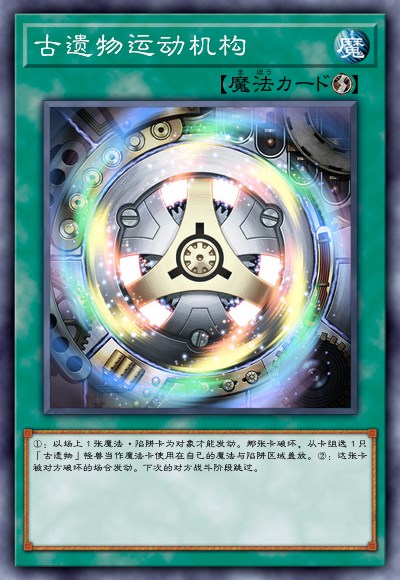 古遗物运动机构
魔
【魔法カード】
ま ほう
①：以场上1张魔法·陷阱卡为对象才能发动。那张卡破坏，从卡组选1只
「古遗物」怪兽当作魔法卡使用在自己的魔法与陷阱区域盖放。②：这张卡
被对方破坏的场合发动。下次的对方战斗阶段跳过。